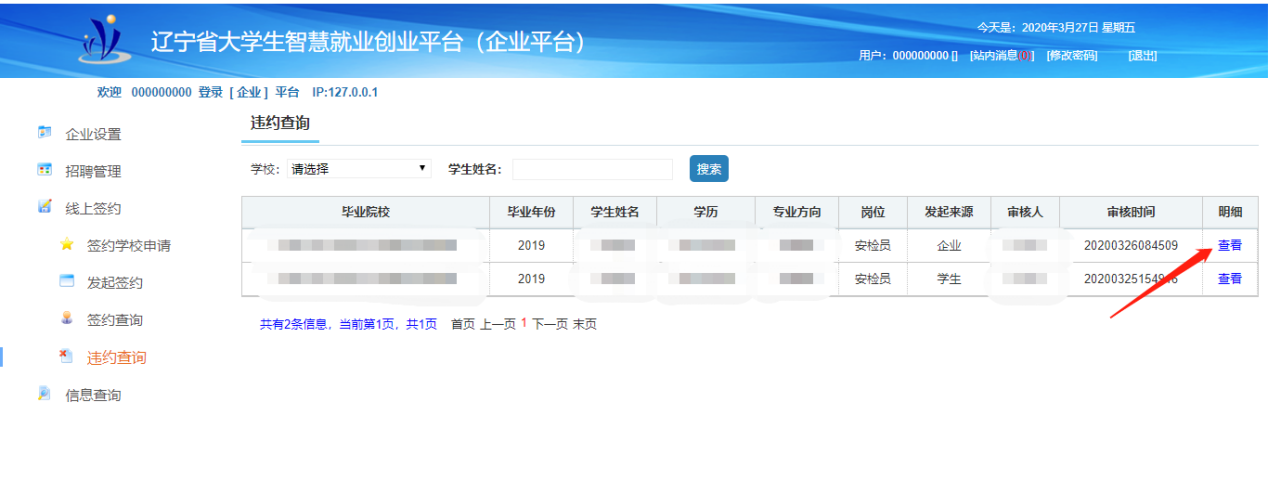 今天是：2020年3月27日 星期五
辽宁省大学生智慧就业创业平台（企业平台）
用户：000000000 [] [站内消息(0)] [修改密码] [退出]
欢迎 000000000 登录 [ 企业 ] 平台 IP:127.0.0.1
企业设置
招聘管理
线上签约
签约学校申请
发起签约
签约查询
违约查询
信息查询
违约查询
学校： 请选择 学生姓名： 搜索
毕业院校 毕业年份 学生姓名 学历 专业方向 岗位 发起来源 审核人 审核时间 明细
2019 安检员 企业 20200326084509 查看
2019 安检员 学生 查看
共有2条信息，当前第1页，共1页 首页 上一页 1 下一页 末页